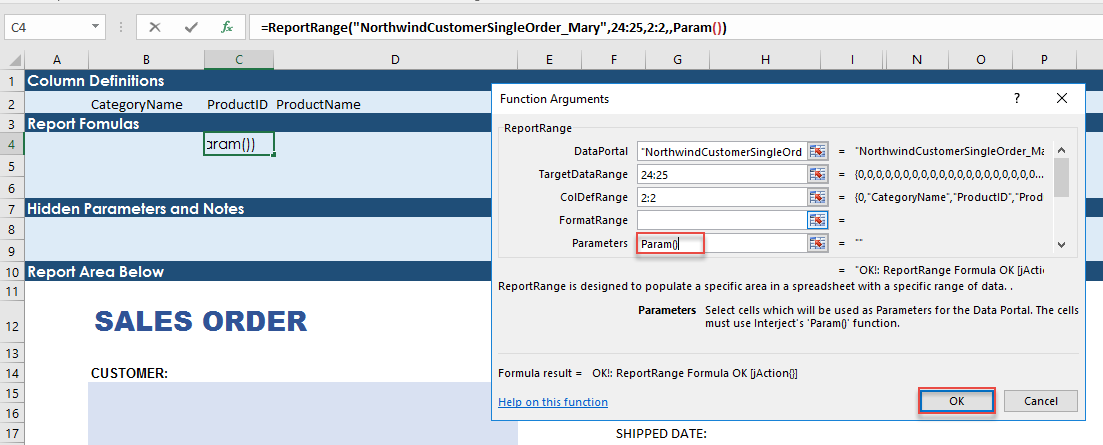 C4 fx =ReportRange("NorthwindCustomerSingleOrder_Mary",24:25,2:2,,Param())
A B C D E F G H I N O P
1 Column Definitions
2 CategoryName ProductID ProductName
3 Report Formulas
4 aram())
5
6
7 Hidden Parameters and Notes
8
9
10 Report Area Below
11
12 SALES ORDER
13
14 CUSTOMER:
15
16
17 SHIPPED DATE:
Function Arguments ?
ReportRange
DataPortal "NorthwindCustomerSingleOrd = "NorthwindCustomerSingleOrder_Ma
TargetDataRange 24:25 = {0,0,0,0,0,0,0,0,0,0,0,0,0,0,0,0,0,0,0,0...
ColDefRange 2:2 = {0,"CategoryName","ProductID","Prod
FormatRange =
Parameters Param() = ""
= "OK!: ReportRange Formula OK [jActio
ReportRange is designed to populate a specific area in a spreadsheet with a specific range of data. .
Parameters Select cells which will be used as Parameters for the Data Portal. The cells
must use Interject's 'Param()' function.
Formula result = OK!: ReportRange Formula OK [jAction{}]
Help on this function
OK Cancel